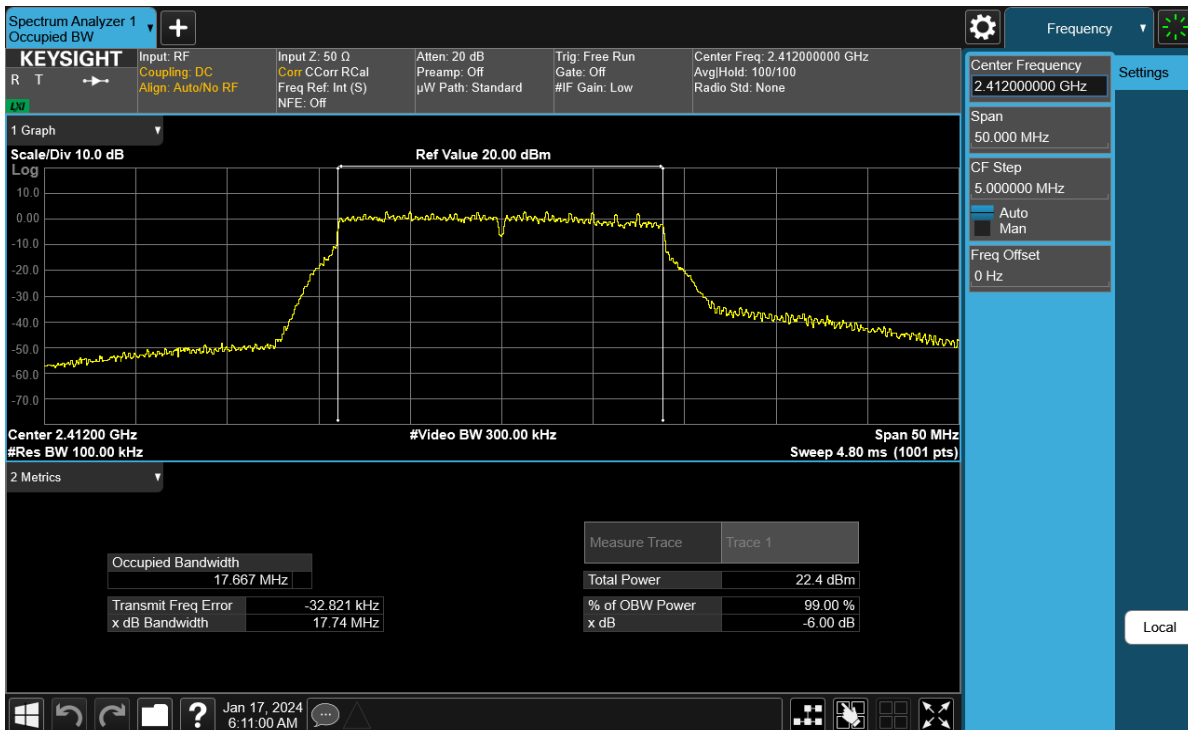 Spectrum Analyzer 1
Occupied BW
Frequency
KEYSIGHT
R T
LXI
Input: RF
Coupling: DC
Align: Auto/No RF
Input Z: 50 Ω
Corr CCorr RCal
Freq Ref: Int (S)
NFE: Off
Atten: 20 dB
Preamp: Off
µW Path: Standard
Trig: Free Run
Gate: Off
#IF Gain: Low
Center Freq: 2.412000000 GHz
Avg|Hold: 100/100
Radio Std: None
Center Frequency
2.412000000 GHz
Settings
Span
50.000 MHz
CF Step
5.000000 MHz
Auto
Man
Freq Offset
0 Hz
Local
1 Graph
Scale/Div 10.0 dB
Ref Value 20.00 dBm
Log
10.0
0.00
-10.0
-20.0
-30.0
-40.0
-50.0
-60.0
-70.0
Center 2.41200 GHz
#Video BW 300.00 kHz
Span 50 MHz
#Res BW 100.00 kHz
Sweep 4.80 ms (1001 pts)
2 Metrics
Measure Trace Trace 1
Occupied Bandwidth
17.667 MHz
Total Power 22.4 dBm
Transmit Freq Error -32.821 kHz
% of OBW Power 99.00 %
x dB Bandwidth 17.74 MHz
x dB -6.00 dB
?
Jan 17, 2024
6:11:00 AM